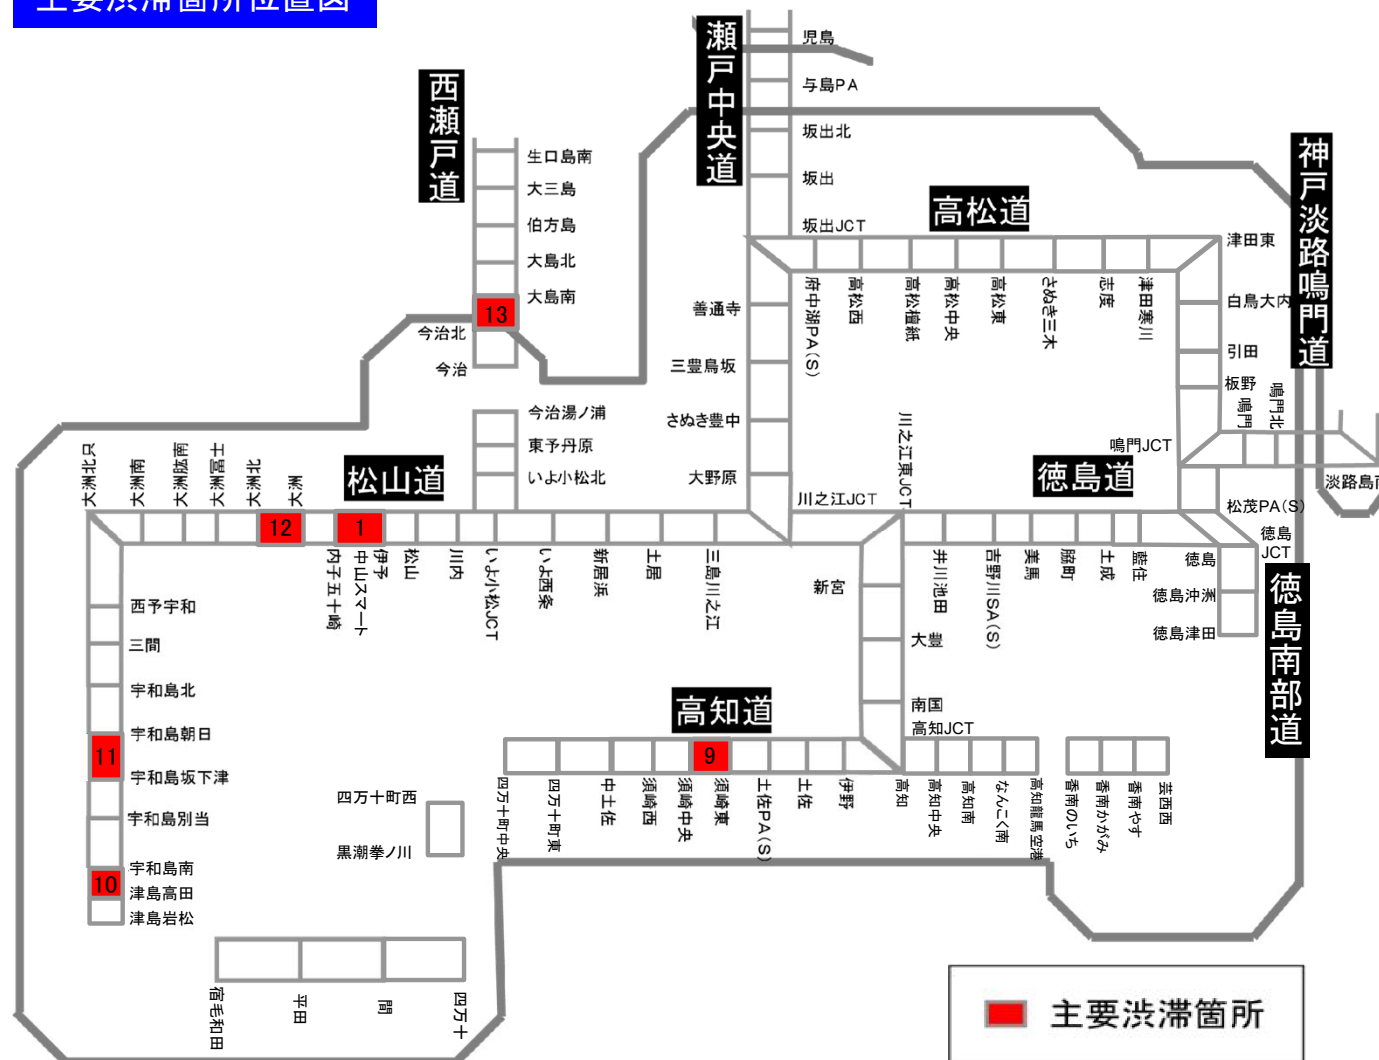 主要渋滞箇所位置図
西瀬戸道
瀬戸中央道
神戸淡路鳴門道
高松道
松山道
徳島道
高知道
徳島南部道
児島
与島PA
坂出北
坂出
坂出JCT
生口島南
大三島
伯方島
大島北
大島南
13
今治北
今治
今治湯ノ浦
東予丹原
いよ小松北
善通寺
三豊鳥坂
さぬき豊中
大野原
川之江JCT
府中湖PA(S)
高松西
高松檀紙
高松中央
高松東
さぬき三木
志度
津田寒川
津田東
白鳥大内
引田
板野
鳴門
鳴門北
鳴門JCT
淡路島南
松茂PA(S)
徳島JCT
徳島
徳島沖洲
徳島津田
川之江東JCT
井川池田
吉野川SA(S)
美馬
脇町
土成
藍住
大洲北只
大洲南
大洲肱南
大洲富士
大洲北
大洲
12
1
内子五十崎
中山スマート
伊予
松山
川内
いよ小松JCT
いよ西条
新居浜
土居
三島川之江
新宮
大豊
南国
高知JCT
西予宇和
三間
宇和島北
宇和島朝日
11
宇和島坂下津
宇和島別当
宇和島南
10
津島高田
津島岩松
四万十町西
黒潮拳ノ川
9
四万十町中央
四万十町東
中土佐
須崎西
須崎中央
須崎東
土佐PA(S)
土佐
伊野
高知
高知中央
高知南
なんこく南
高知龍馬空港
香南のいち
香南かがみ
香南やす
芸西西
宿毛和田
平田
間
四万十
主要渋滞箇所